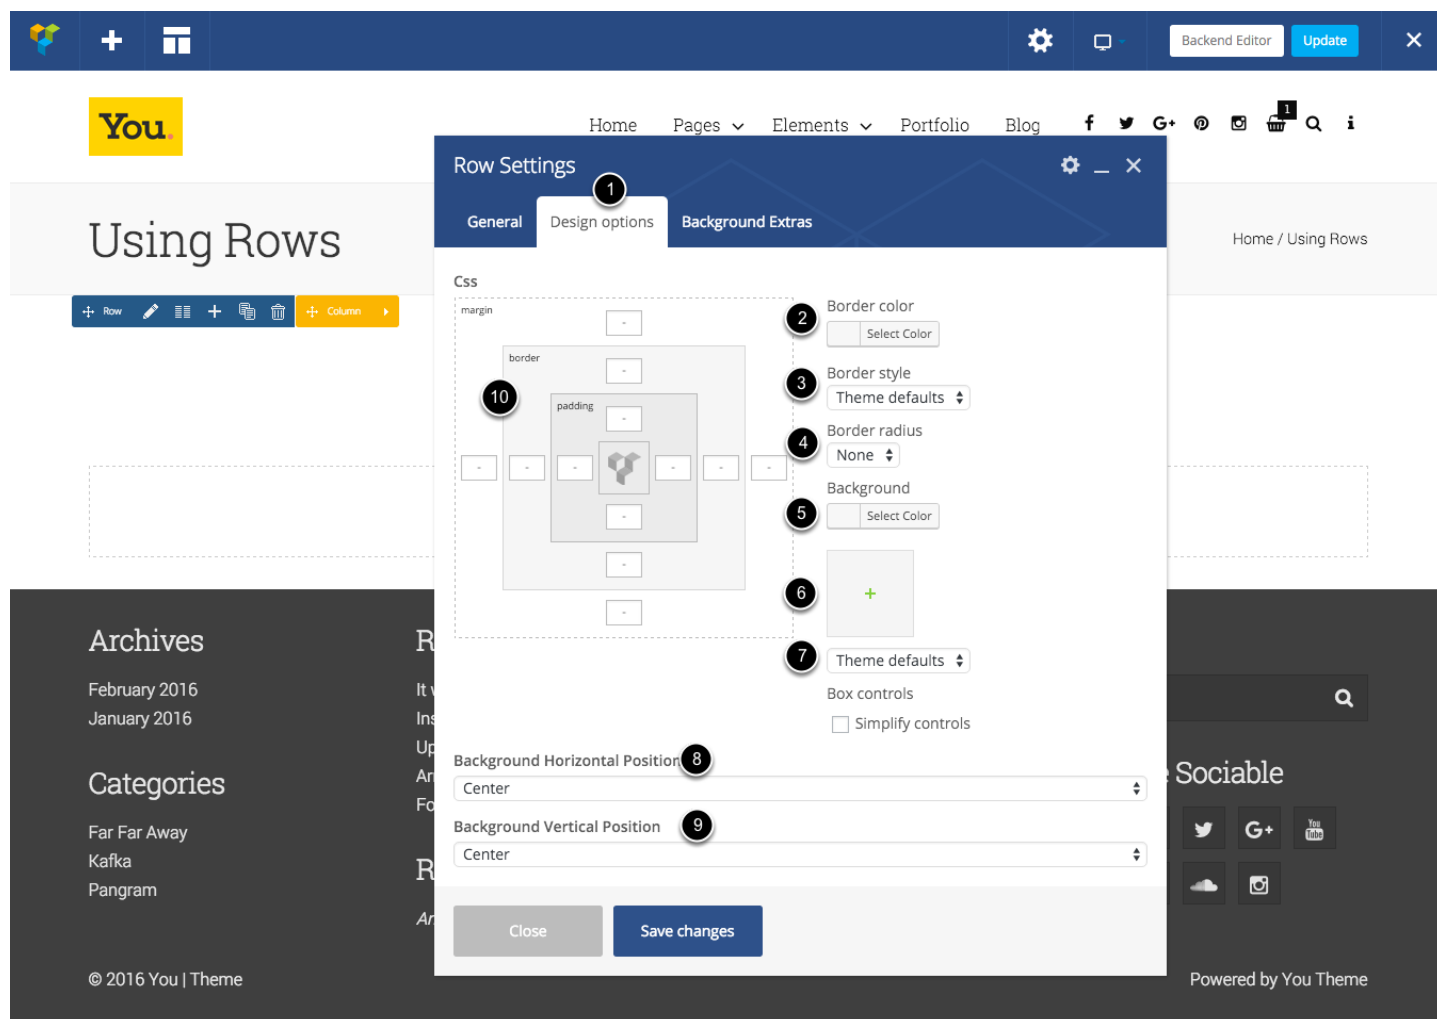 Backend Editor
Update
You.
Home
Pages
Elements
Portfolio
Blog
1
Row Settings
1
General
Design options
Background Extras
Using Rows
Home / Using Rows
Row
Column
Css
margin
border
padding
-
-
-
-
-
-
-
-
-
-
-
-
10
2
Border color
Select Color
3
Border style
Theme defaults
4
Border radius
None
5
Background
Select Color
6
+
7
Theme defaults
Box controls
Simplify controls
Background Horizontal Position
8
Center
Background Vertical Position
9
Center
Close
Save changes
Archives
February 2016
January 2016
Categories
Far Far Away
Kafka
Pangram
Sociable
G+
You Tube
© 2016 You | Theme
Powered by You Theme